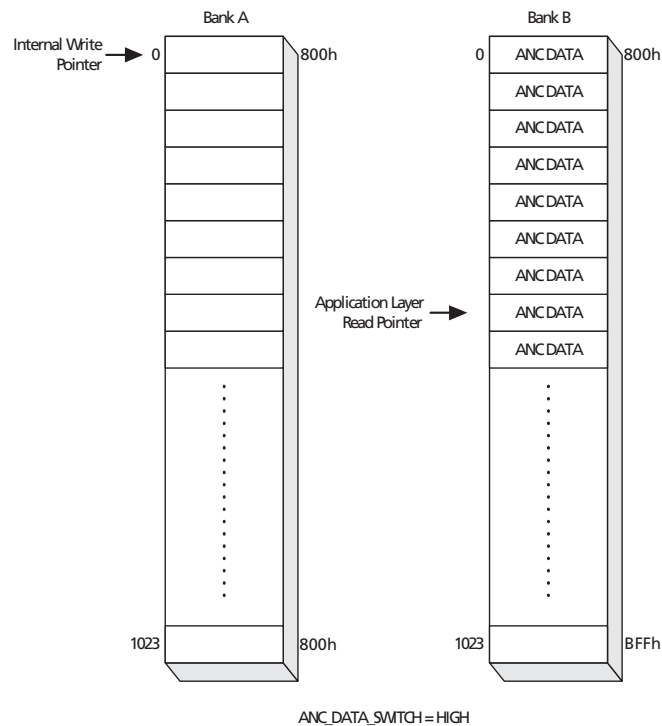 Bank A
Bank B
Internal Write
Pointer
0
800h
0
ANC DATA
800h
ANC DATA
ANC DATA
ANC DATA
ANC DATA
ANC DATA
ANC DATA
Application Layer
Read Pointer
ANC DATA
ANC DATA
1023
800h
1023
BFFh
ANC_DATA_SWITCH = HIGH